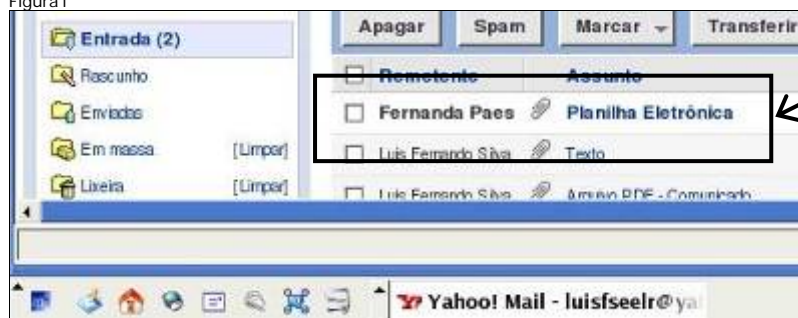 Figura I
Apagar Spam Marcar Transferir
Entrada (2)
Rascunho Remetente Assunto
Enviadas Fernanda Paes Planilha Eletrônica
Em massa [Limpar] Luis Fernando Silva Texto
Lixeira [Limpar] Luis Fernando Silva Arquivo PDF - Comunicado
Yahoo! Mail - luisfseelr@ya